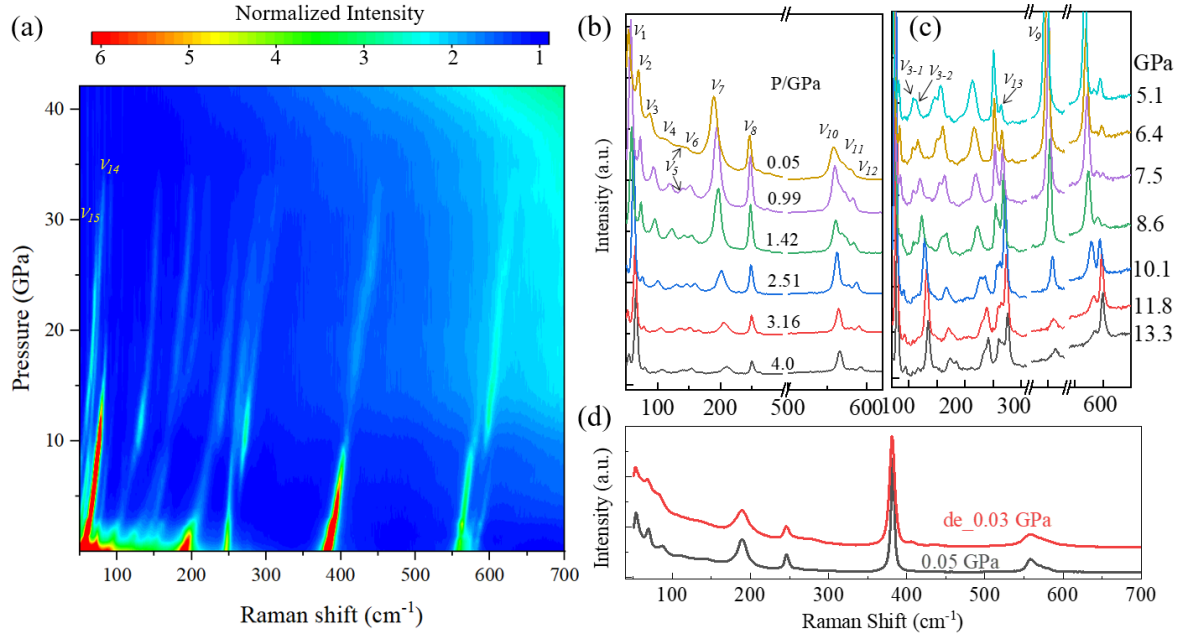 (a)
Normalized Intensity
6 5 4 3 2 1
ν14
ν15
40
30
20
10
Pressure (GPa)
100 200 300 400 500 600 700
Raman shift (cm-1)
(b)
ν1
ν2
ν3
ν4
ν5
ν6
ν7
ν8
ν10
ν11
ν12
P/GPa
0.05
0.99
1.42
2.51
3.16
4.0
Intensity (a.u.)
100 200 500 600
(c)
ν3-1
ν3-2
ν13
ν9
GPa
5.1
6.4
7.5
8.6
10.1
11.8
13.3
100 200 300 400 600
(d)
de_0.03 GPa
0.05 GPa
Intensity (a.u.)
100 200 300 400 500 600 700
Raman Shift (cm-1)